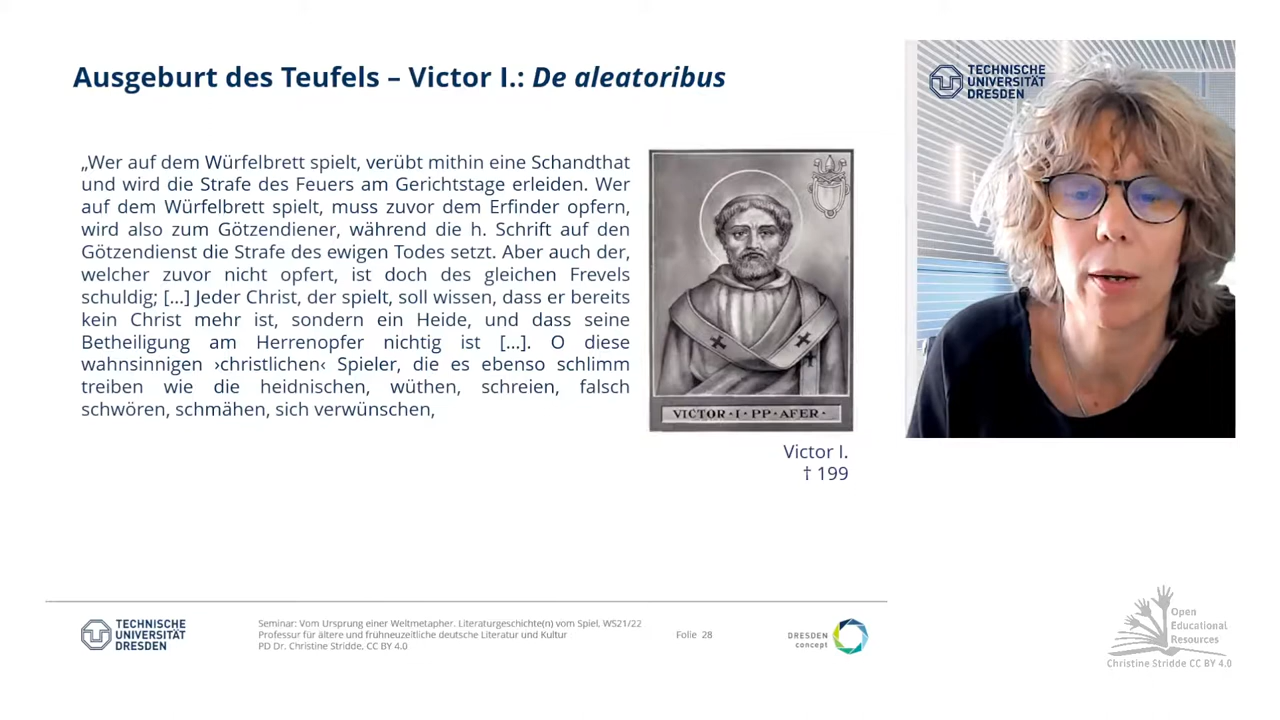 Ausgeburt des Teufels – Victor I.: De aleatoribus
„Wer auf dem Würfelbrett spielt, verübt mithin eine Schandthat
und wird die Strafe des Feuers am Gerichtstage erleiden. Wer
auf dem Würfelbrett spielt, muss zuvor dem Erfinder opfern,
wird also zum Götzendiener, während die h. Schrift auf den
Götzendienst die Strafe des ewigen Todes setzt. Aber auch der,
welcher zuvor nicht opfert, ist doch des gleichen Frevels
schuldig; [...] Jeder Christ, der spielt, soll wissen, dass er bereits
kein Christ mehr ist, sondern ein Heide, und dass seine
Betheiligung am Herrenopfer nichtig ist [...]. O diese
wahnsinnigen ›christlichen‹ Spieler, die es ebenso schlimm
treiben wie die heidnischen, wüthen, schreien, falsch
schwören, schmähen, sich verwünschen,
VICTOR · I · PP · AFER ·
Victor I.
† 199
TECHNISCHE
UNIVERSITÄT
DRESDEN
TECHNISCHE
UNIVERSITÄT
DRESDEN
Seminar: Vom Ursprung einer Weltmetapher. Literaturgeschichte(n) vom Spiel, WS21/22
Professur für ältere und frühneuzeitliche deutsche Literatur und Kultur
PD Dr. Christine Stridde, CC BY 4.0
Folie 28
DRESDEN
concept
Open
Educational
Resources
Christine Stridde CC BY 4.0